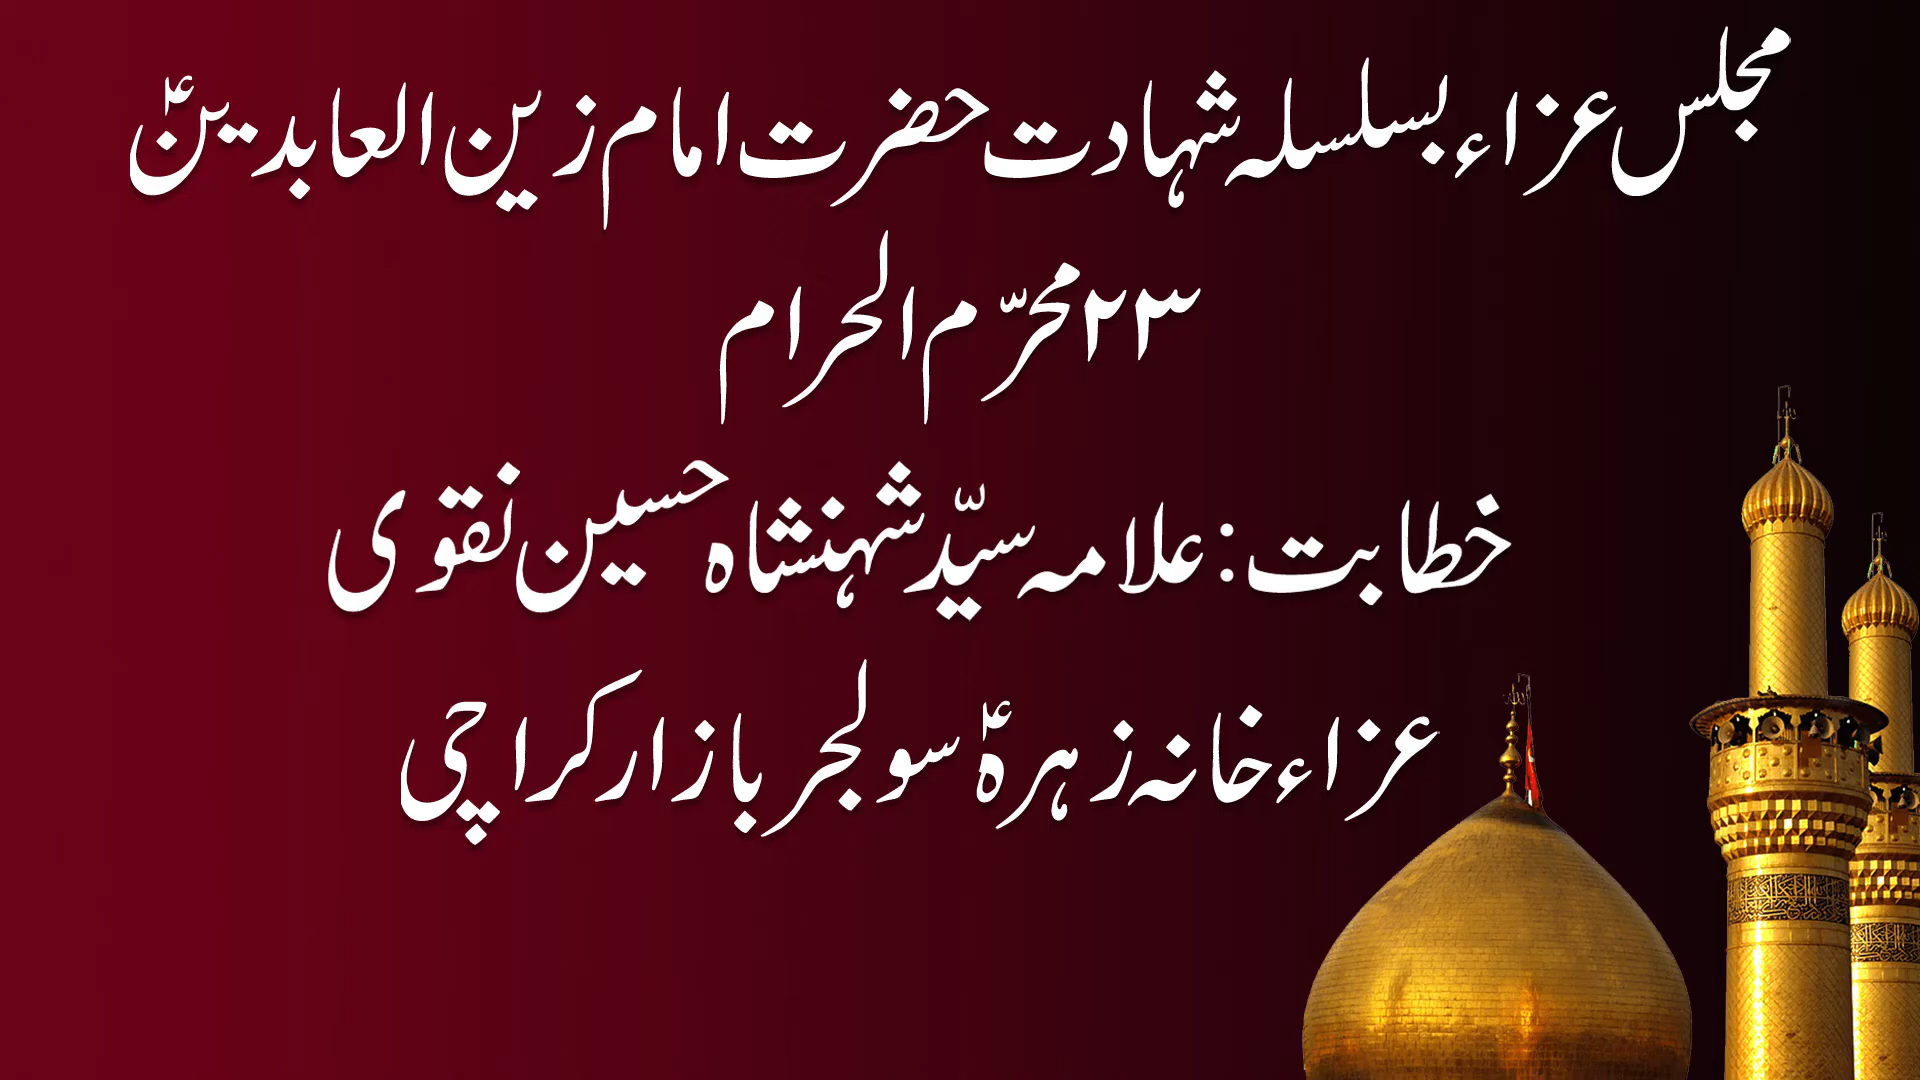 مجلس عزاء بسلسلہ شہادت حضرت امام زین العابدینؑ
۲۳ محرّم الحرام
خطابت: علامہ سیّد شہنشاہ حسین نقوی
عزاء خانہ زہرہؑ سولجر بازار کراچی